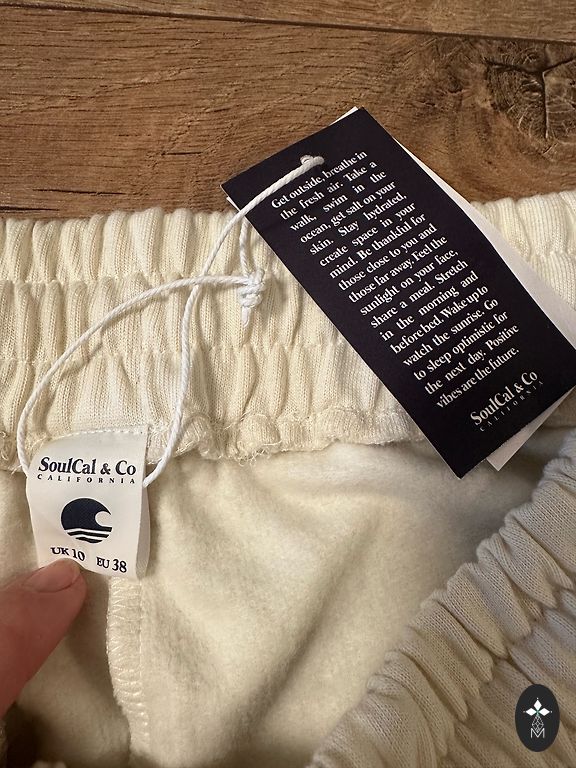 Get outside, breathe in
the fresh air. Take a
walk, swim in the
ocean, get salt on your
skin. Stay hydrated,
create space in your
mind. Be thankful for
those close to you and
those far away. Feel the
sunlight on your face,
share a meal. Stretch
in the morning and
before bed. Wake up to
watch the sunrise. Go
to sleep optimistic for
the next day. Positive
vibes are the future.
SoulCal & Co
CALIFORNIA
SoulCal & Co
CALIFORNIA
UK 10 EU 38
M